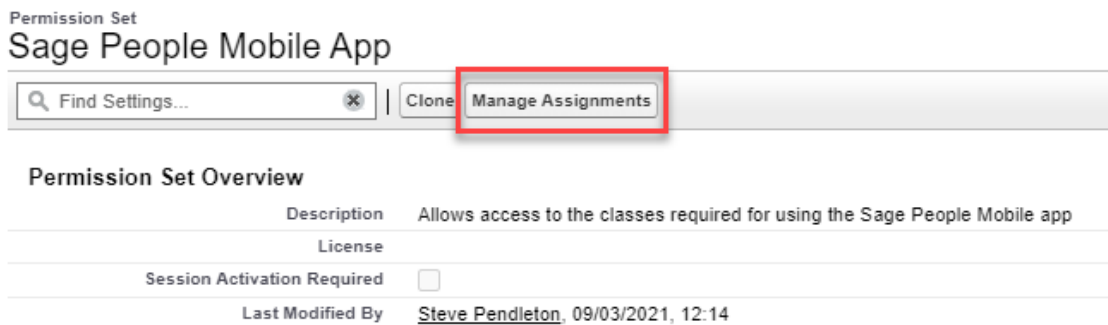 Permission Set
Sage People Mobile App
Find Settings... Clone Manage Assignments
Permission Set Overview
Description Allows access to the classes required for using the Sage People Mobile app
License
Session Activation Required
Last Modified By Steve Pendleton, 09/03/2021, 12:14